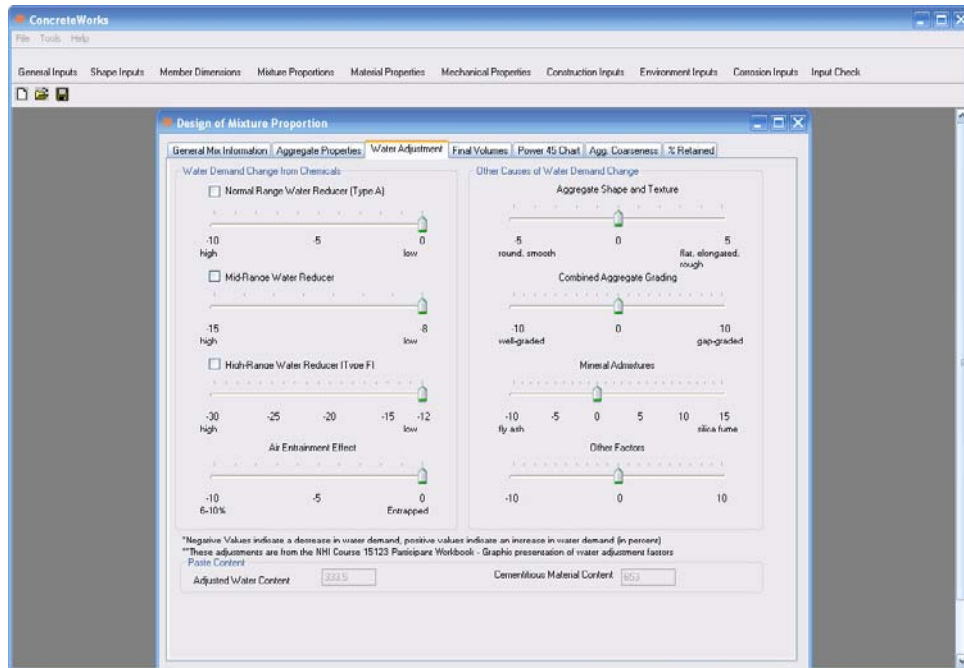 ConcreteWorks
File Tools Help
General Inputs Shape Inputs Member Dimensions Mixture Proportions Material Properties Mechanical Properties Construction Inputs Environment Inputs Corrosion Inputs Input Check
Design of Mixture Proportion
General Mix Information Aggregate Properties Water Adjustment Final Volumes Power 45 Chart Agg. Coarseness % Retained
Water Demand Change from Chemicals
Normal Range Water Reducer (Type A)
-10 -5 0
high low
Mid-Range Water Reducer
-15 -8
high low
High-Range Water Reducer (Type F)
-30 -25 -20 -15 -12
high low
Air Entrainment Effect
-10 -5 0
6-10% Entrapped
Other Causes of Water Demand Change
Aggregate Shape and Texture
-5 0 5
round, smooth flat, elongated,
rough
Combined Aggregate Grading
-10 0 10
well-graded gap-graded
Mineral Admixtures
-10 -5 0 5 10 15
fly ash silica fume
Other Factors
-10 0 10
*Negative Values indicate a decrease in water demand, positive values indicate an increase in water demand (in percent)
**These adjustments are from the NHI Course 15123 Participant Workbook - Graphic presentation of water adjustment factors
Paste Content
Adjusted Water Content 333.5 Cementitious Material Content 653